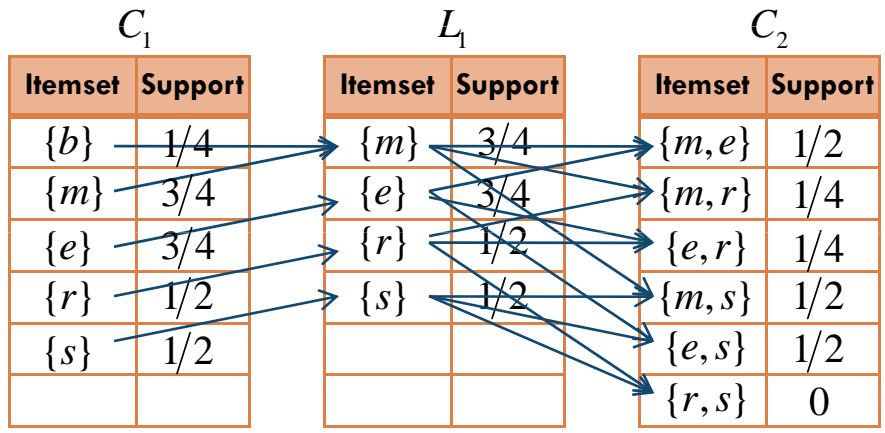 C₁ L₁ C₂
Itemset Support Itemset Support Itemset Support
{b} 1/4 {m} 3/4 {m, e} 1/2
{m} 3/4 {e} 3/4 {m, r} 1/4
{e} 3/4 {r} 1/2 {e, r} 1/4
{r} 1/2 {s} 1/2 {m, s} 1/2
{s} 1/2 {e, s} 1/2
{r, s} 0